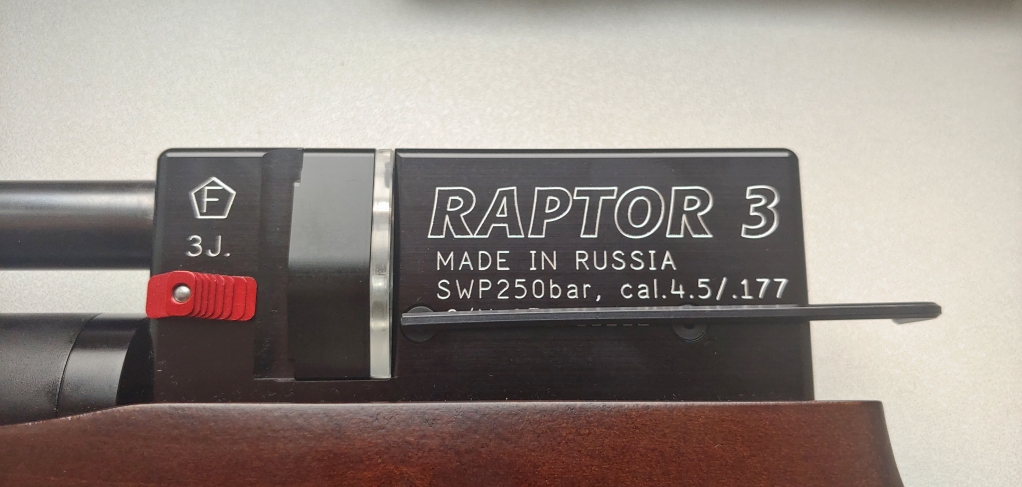 F
3J.
RAPTOR 3
MADE IN RUSSIA
SWP250bar, cal.4.5/.177